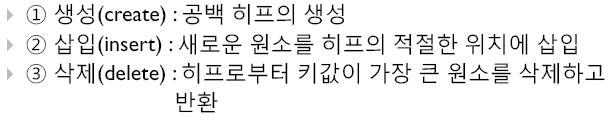 ① 생성(create) : 공백 히프의 생성
② 삽입(insert) : 새로운 원소를 히프의 적절한 위치에 삽입
③ 삭제(delete) : 히프로부터 키값이 가장 큰 원소를 삭제하고
반환